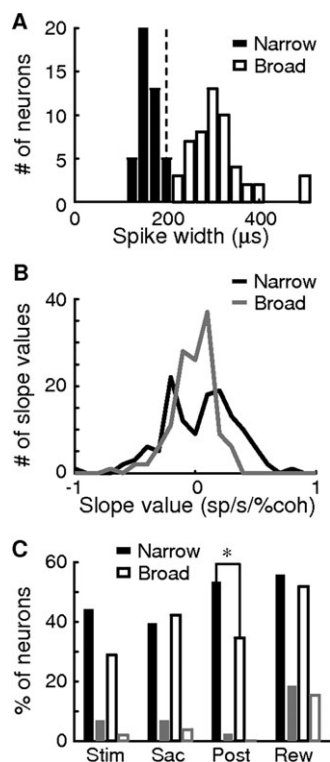 A
20
15
10
5
0
# of neurons
Narrow
Broad
0 200 400
Spike width (μs)
B
40
20
0
# of slope values
Narrow
Broad
-1 0 1
Slope value (sp/s/%coh)
C
60
40
20
0
% of neurons
Narrow
Broad
*
Stim Sac Post Rew